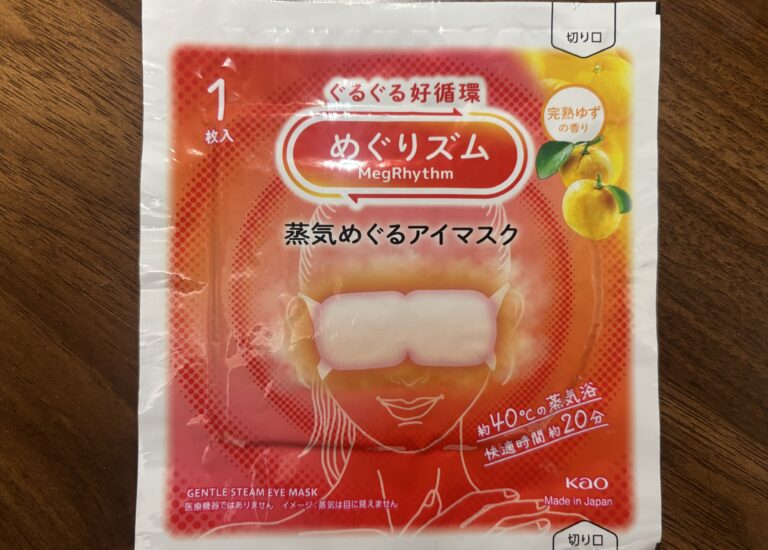 切り口
ぐるぐる好循環
1
枚入
めぐりズム
MegRhythm
完熟ゆず
の香り
蒸気めぐるアイマスク
約40℃の蒸気浴
快適時間約20分
Kao
Made in Japan
GENTLE STEAM EYE MASK
医療機器ではありません イメージ:蒸気は目に見えません
切り口